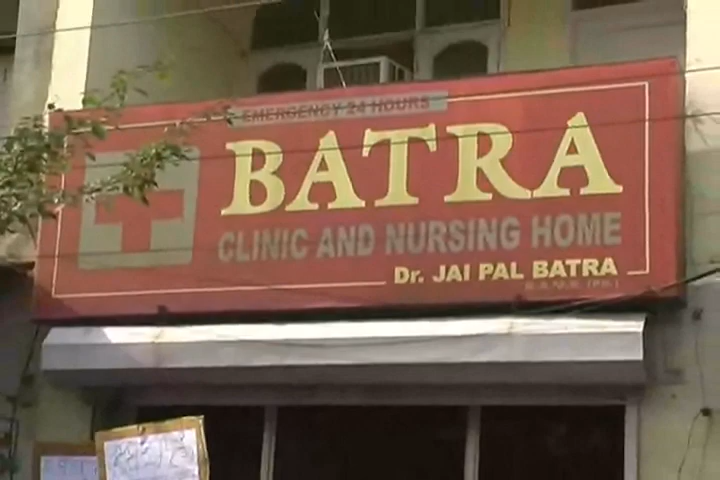 EMERGENCY 24 HOURS
BATRA
CLINIC AND NURSING HOME
Dr. JAI PAL BATRA